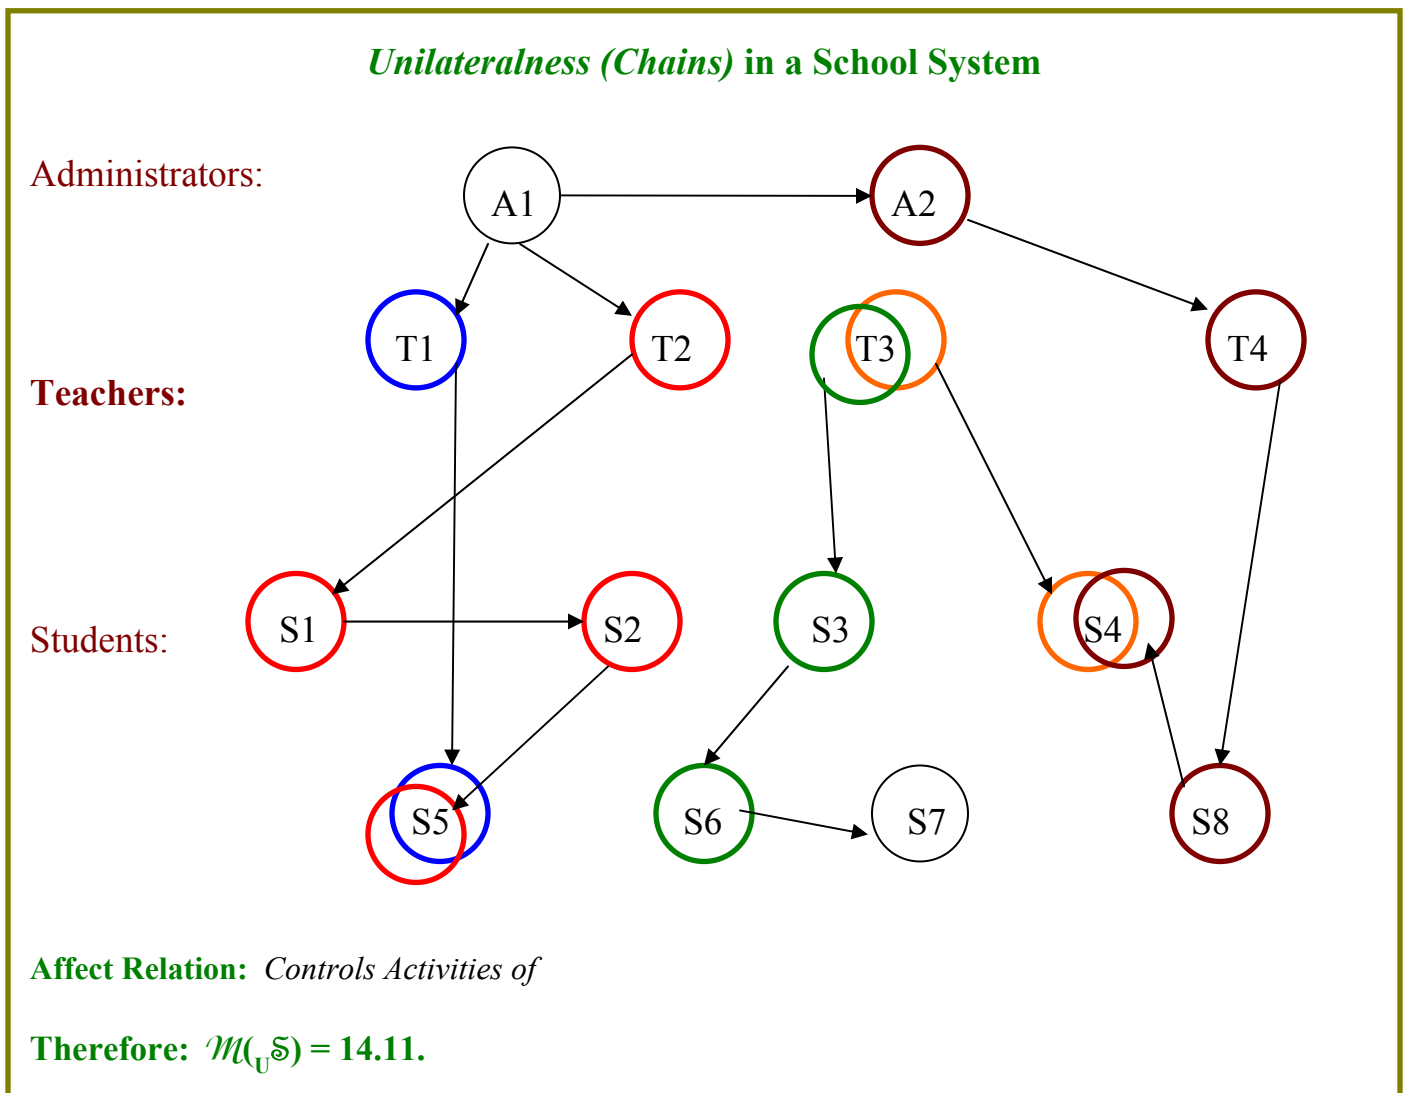 Unilateralness (Chains) in a School System
Administrators:
A1
A2
T1
T2
T3
T4
Teachers:
Students:
S1
S2
S3
S4
S5
S6
S7
S8
Affect Relation: Controls Activities of
Therefore: ℳ(ᵤ𝕊) = 14.11.